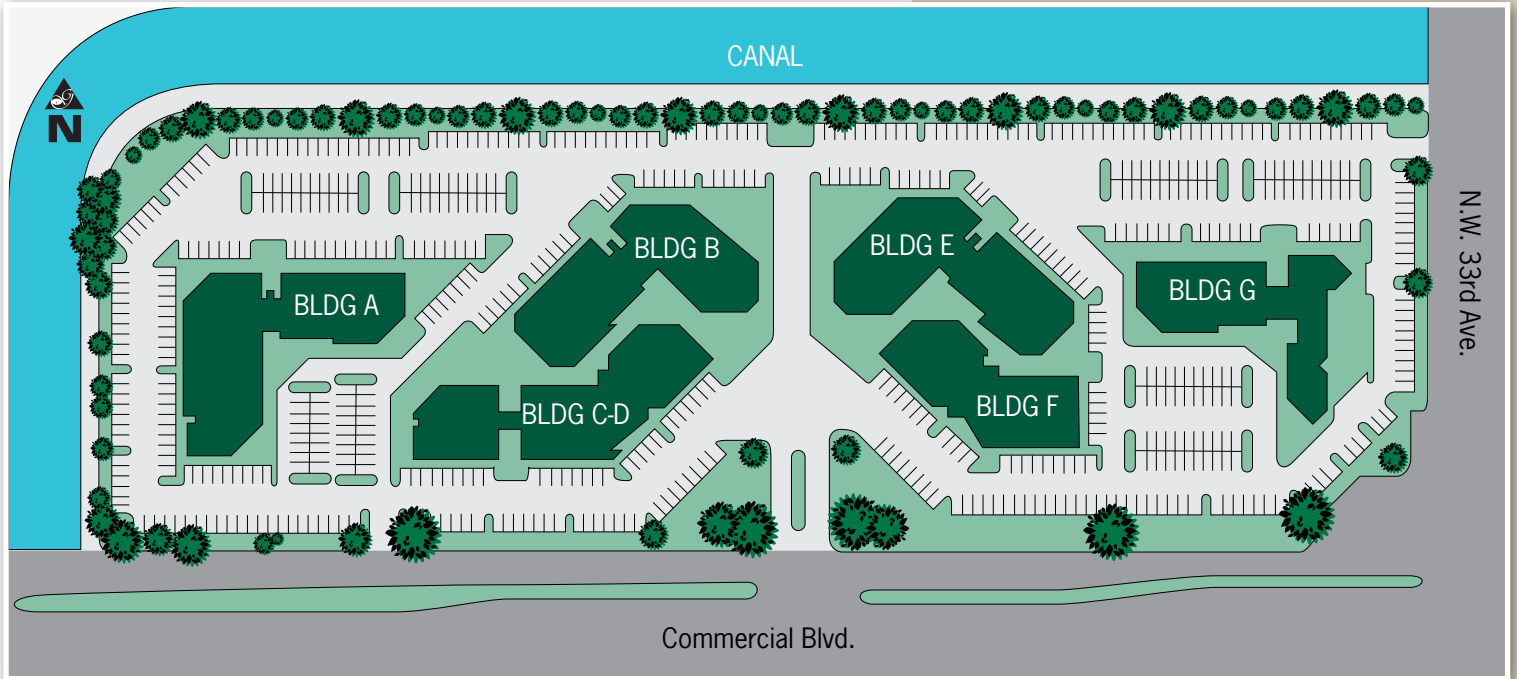 CANAL
N
BLDG B
BLDG E
BLDG A
BLDG G
N.W. 33rd Ave.
BLDG C-D
BLDG F
Commercial Blvd.